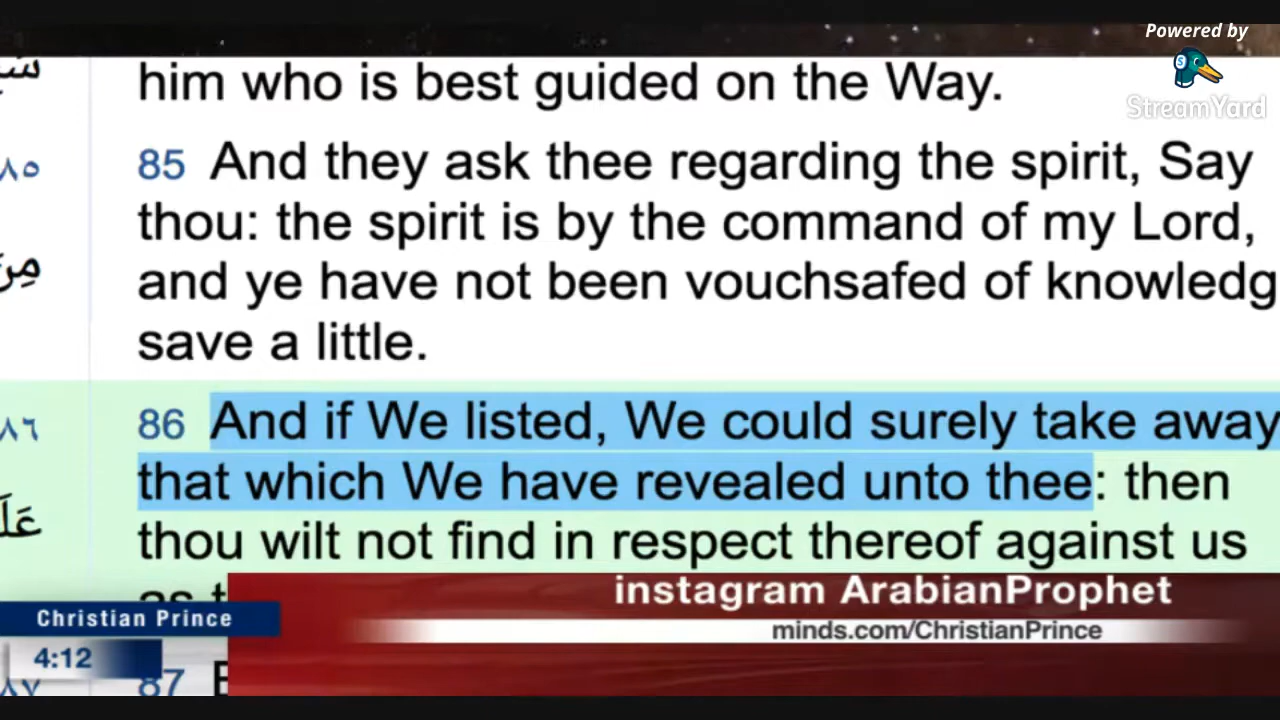 Powered by
StreamYard
him who is best guided on the Way.
٨٥
85 And they ask thee regarding the spirit, Say
thou: the spirit is by the command of my Lord,
and ye have not been vouchsafed of knowledg
save a little.
٨٦
86 And if We listed, We could surely take away
that which We have revealed unto thee: then
thou wilt not find in respect thereof against us
as t
instagram ArabianProphet
Christian Prince
minds.com/ChristianPrince
4:12
٨٧
87